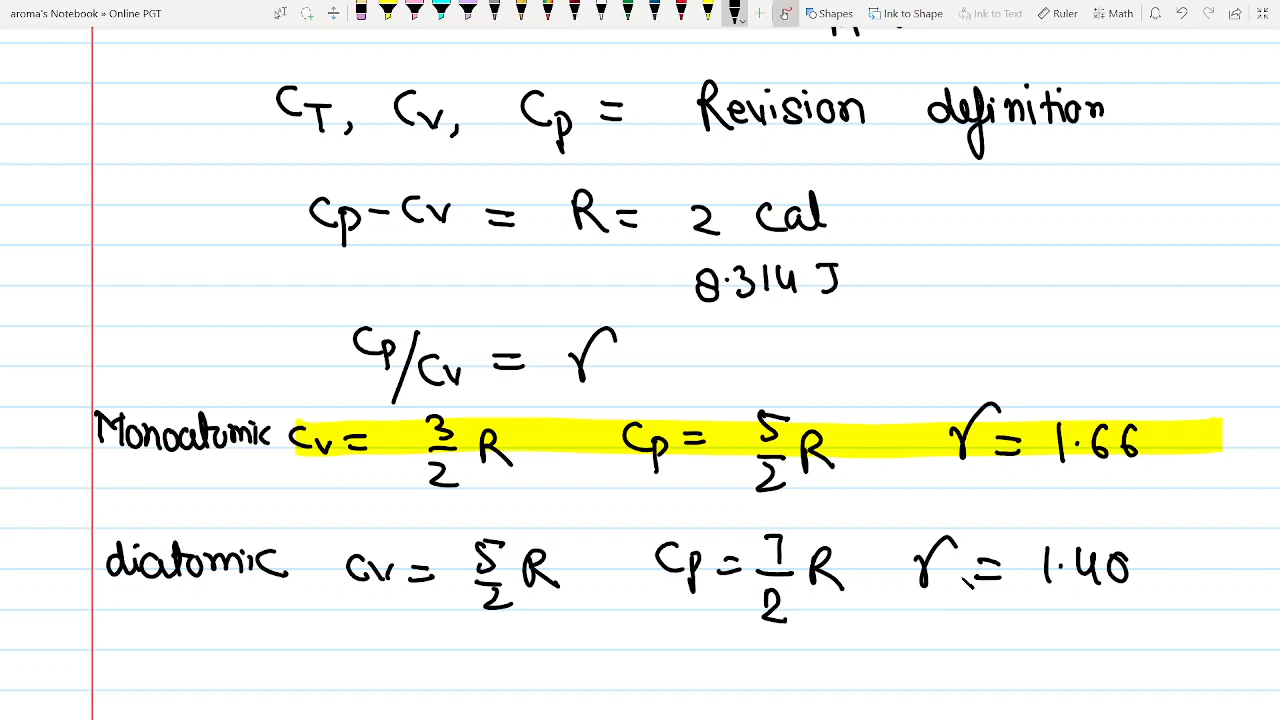 aroma's Notebook » Online PGT
Shapes Ink to Shape Ink to Text Ruler Math
CT, Cv, Cp = Revision definition
Cp - Cv = R = 2 Cal
8.314 J
Cp/Cv = γ
Monoatomic Cv = 3/2 R Cp = 5/2 R γ = 1.66
diatomic Cv = 5/2 R Cp = 7/2 R γ = 1.40